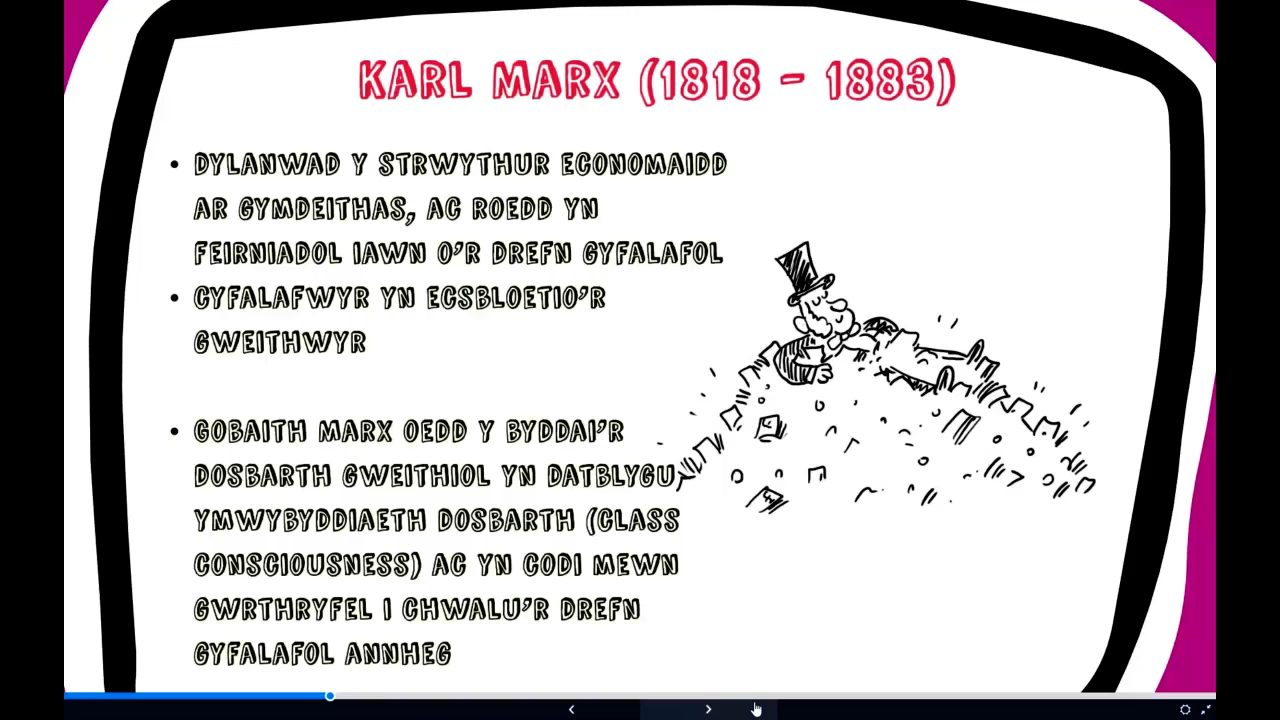 KARL MARX (1818 - 1883)
• DYLANWAD Y STRWYTHUR ECONOMAIDD
AR GYMDEITHAS, AC ROEDD YN
FEIRNIADOL IAWN O'R DREFN GYFALAFOL
• CYFALAFWYR YN ECSBLOETIO'R
GWEITHWYR
• GOBAITH MARX OEDD Y BYDDAI'R
DOSBARTH GWEITHIOL YN DATBLYGU
YMWYBYDDIAETH DOSBARTH (CLASS
CONSCIOUSNESS) AC YN CODI MEWN
GWRTHRYFEL I CHWALU'R DREFN
GYFALAFOL ANNHEG